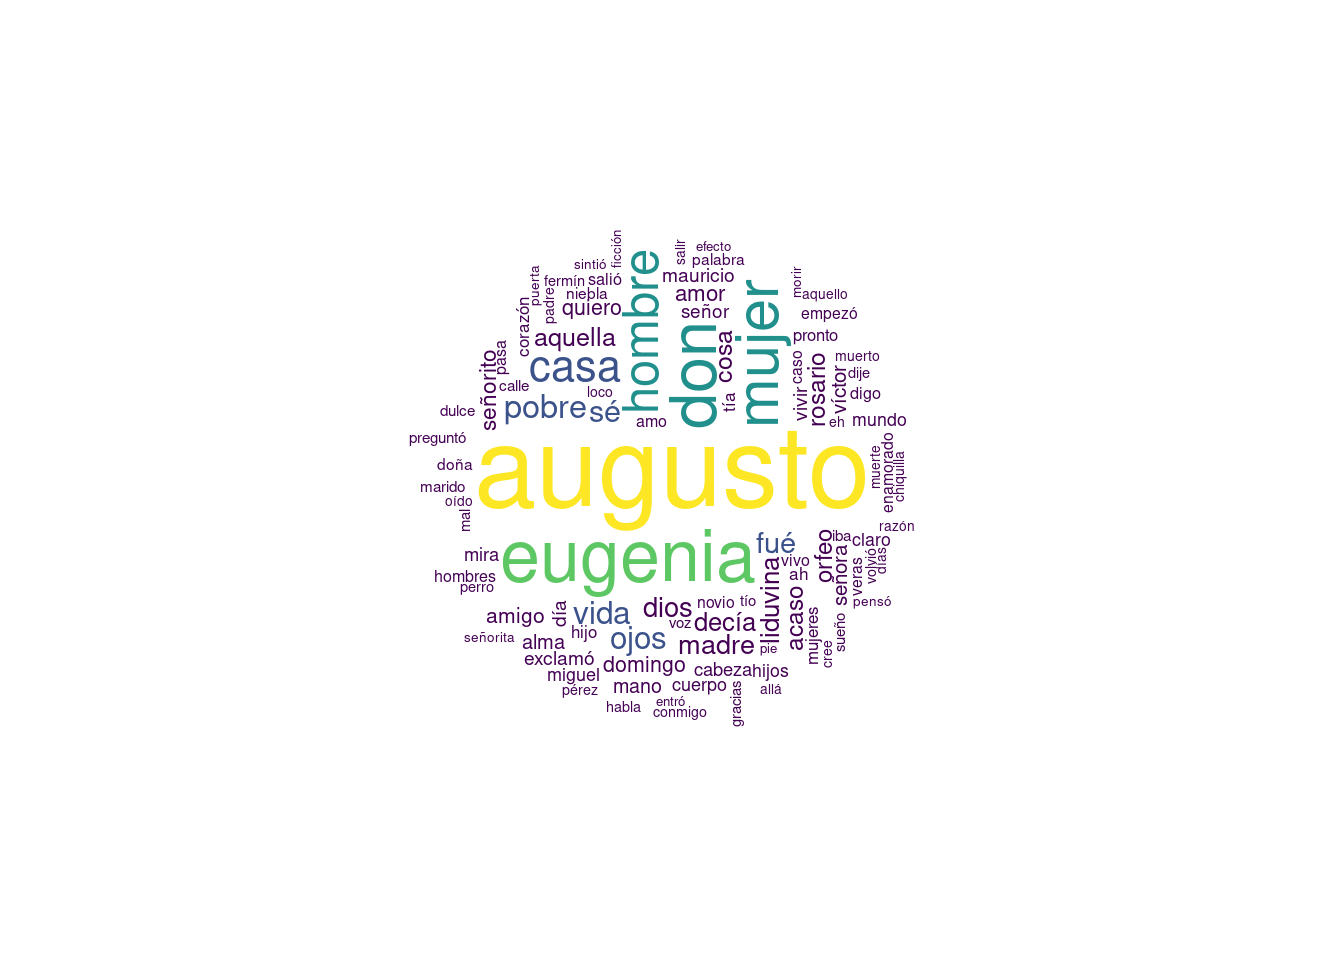 ficción
salir
efecto
sintió
palabra
puerta
fermín
salió
mauricio
morir
padre
niebla
hombre
amor
mujer
aquello
corazón
quiero
señor
empezó
aquella
don
cosa
pronto
señorito
pasa
casa
caso
rosario
muerto
calle
loco
tía
vivir
víctor
dije
digo
dulce
pobre
sé
amo
eh
mundo
preguntó
doña
augusto
muerte
enamorado
chiquilla
marido
oído
mal
razón
mira
eugenia
fué
orfeo
iba
claro
hombres
perro
liduvina
vivo
ah
señora
veras
volvió
días
amigo
día
vida
dios
novio
tío
acaso
pensó
señorita
alma
hijo
ojos
voz
decía
madre
pie
mujeres
cree
sueño
exclamó
domingo
cabeza
hijos
miguel
pérez
mano
cuerpo
gracias
allá
habla
entró
conmigo